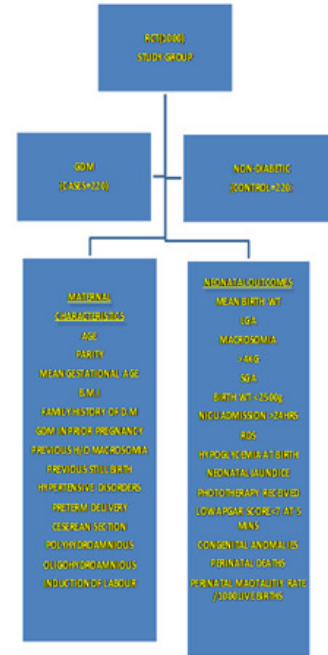 RCT(1000)
STUDY GROUP
GDM
(CASES=220)
NON-DIABETIC
(CONTROL=220)
MATERNAL
CHARACTERISTICS
AGE
PARITY
MEAN GESTATIONAL AGE
B.M.I
FAMILY HISTORY OF D.M
GDM IN PRIOR PREGNANCY
PREVIOUS H/O MACROSOMIA
PREVIOUS STILL BIRTH
HYPERTENSIVE DISORDERS
PRETERM DELIVERY
CESEREAN SECTION
POLYHYDROAMNIOUS
OLIGOHYDROAMNIOUS
INDUCTION OF LABOUR
NEONATAL OUTCOMES
MEAN BIRTH WT
LGA
MACROSOMIA
>4KG
SGA
BIRTH WT <2500g
NICU ADMISSION >24HRS
RDS
HYPOGLYCEMIA AT BIRTH
NEONATAL JAUNDICE
PHOTOTHERAPY RECEIVED
LOW APGAR SCORE<7 AT 5
MINS
CONGENITAL ANOMALIES
PERINATAL DEATHS
PERINATAL MAOTALITIY RATE
/1000 LIVE BIRTHS